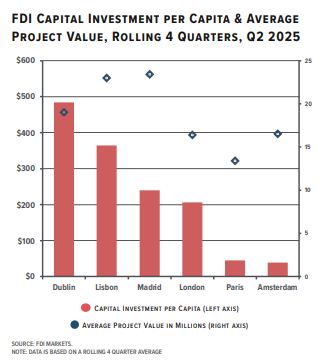 FDI Capital Investment per Capita & Average
Project Value, Rolling 4 Quarters, Q2 2025
$600
$500
$400
$300
$200
$100
$0
25
20
15
10
5
0
Dublin Lisbon Madrid London Paris Amsterdam
Capital Investment per Capita (left axis)
Average Project Value in Millions (right axis)
SOURCE: FDI MARKETS.
NOTE: DATA IS BASED ON A ROLLING 4 QUARTER AVERAGE